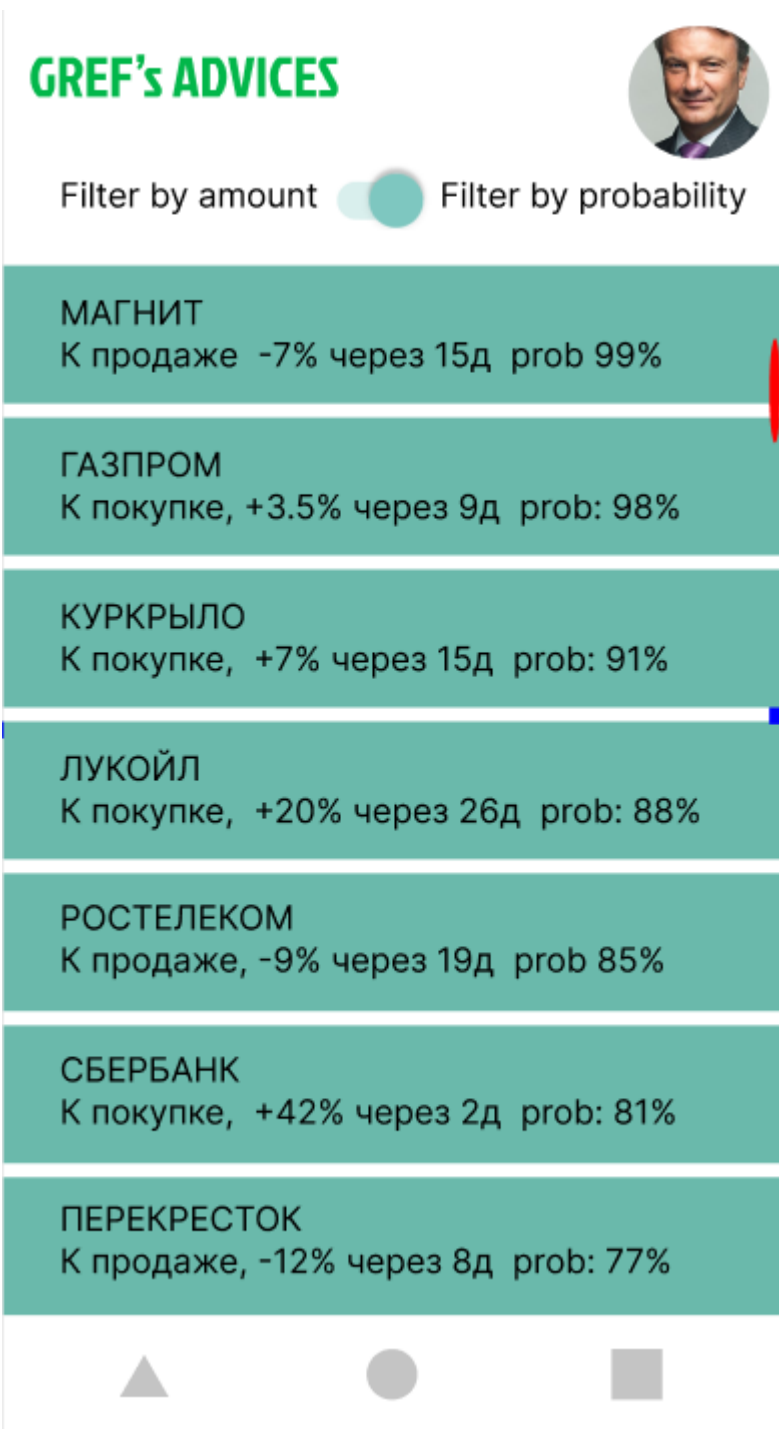 GREF's ADVICES
Filter by amount Filter by probability
МАГНИТ
К продаже -7% через 15д prob 99%
ГАЗПРОМ
К покупке, +3.5% через 9д prob: 98%
КУРКРЫЛО
К покупке, +7% через 15д prob: 91%
ЛУКОЙЛ
К покупке, +20% через 26д prob: 88%
РОСТЕЛЕКОМ
К продаже, -9% через 19д prob 85%
СБЕРБАНК
К покупке, +42% через 2д prob: 81%
ПЕРЕКРЕСТОК
К продаже, -12% через 8д prob: 77%